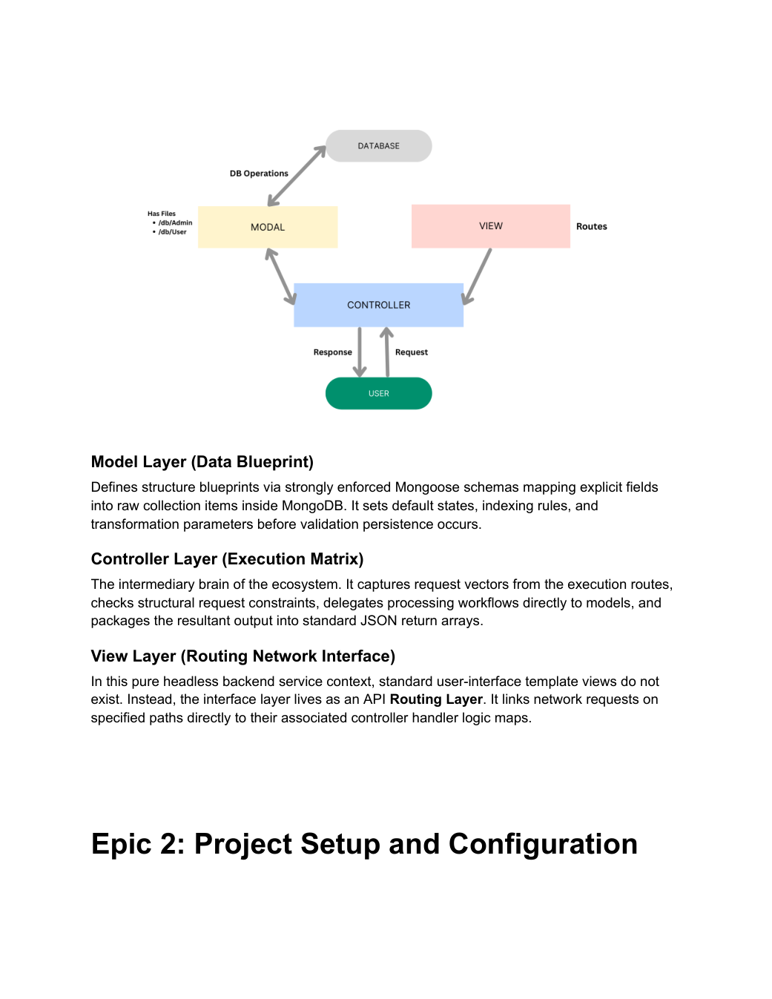 DATABASE
DB Operations
Has Files
• /db/Admin
• /db/User
MODAL
VIEW
Routes
CONTROLLER
Response
Request
USER
Model Layer (Data Blueprint)
Defines structure blueprints via strongly enforced Mongoose schemas mapping explicit fields
into raw collection items inside MongoDB. It sets default states, indexing rules, and
transformation parameters before validation persistence occurs.
Controller Layer (Execution Matrix)
The intermediary brain of the ecosystem. It captures request vectors from the execution routes,
checks structural request constraints, delegates processing workflows directly to models, and
packages the resultant output into standard JSON return arrays.
View Layer (Routing Network Interface)
In this pure headless backend service context, standard user-interface template views do not
exist. Instead, the interface layer lives as an API Routing Layer. It links network requests on
specified paths directly to their associated controller handler logic maps.
Epic 2: Project Setup and Configuration